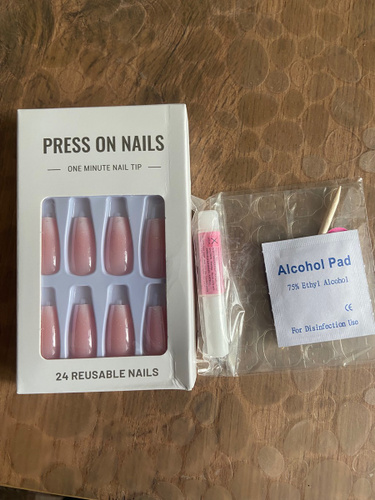 PRESS ON NAILS
ONE MINUTE NAIL TIP
24 REUSABLE NAILS
Alcohol Pad
75% Ethyl Alcohol
CE
For Disinfection Use